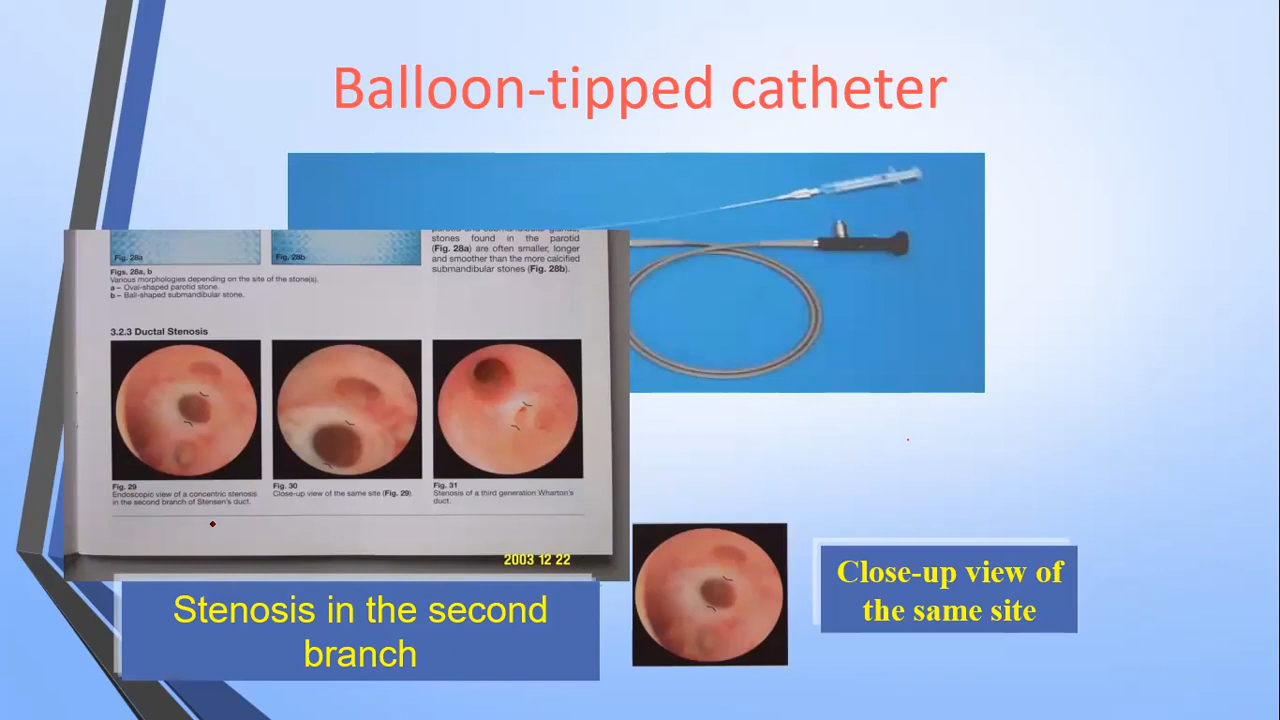 Balloon-tipped catheter
Fig. 28a
Fig. 28b
Figs. 28a, b
Various morphologies depending on the site of the stone(s).
a – Oval-shaped parotid stone.
b – Ball-shaped submandibular stone.
stones found in the parotid
(Fig. 28a) are often smaller, longer
and smoother than the more calcified
submandibular stones (Fig. 28b).
3.2.3 Ductal Stenosis
Fig. 29
Endoscopic view of a concentric stenosis
in the second branch of Stensen's duct.
Fig. 30
Close-up view of the same site (Fig. 29).
Fig. 31
Stenosis of a third generation Wharton's
duct.
2003 12 22
Stenosis in the second
branch
Close-up view of
the same site